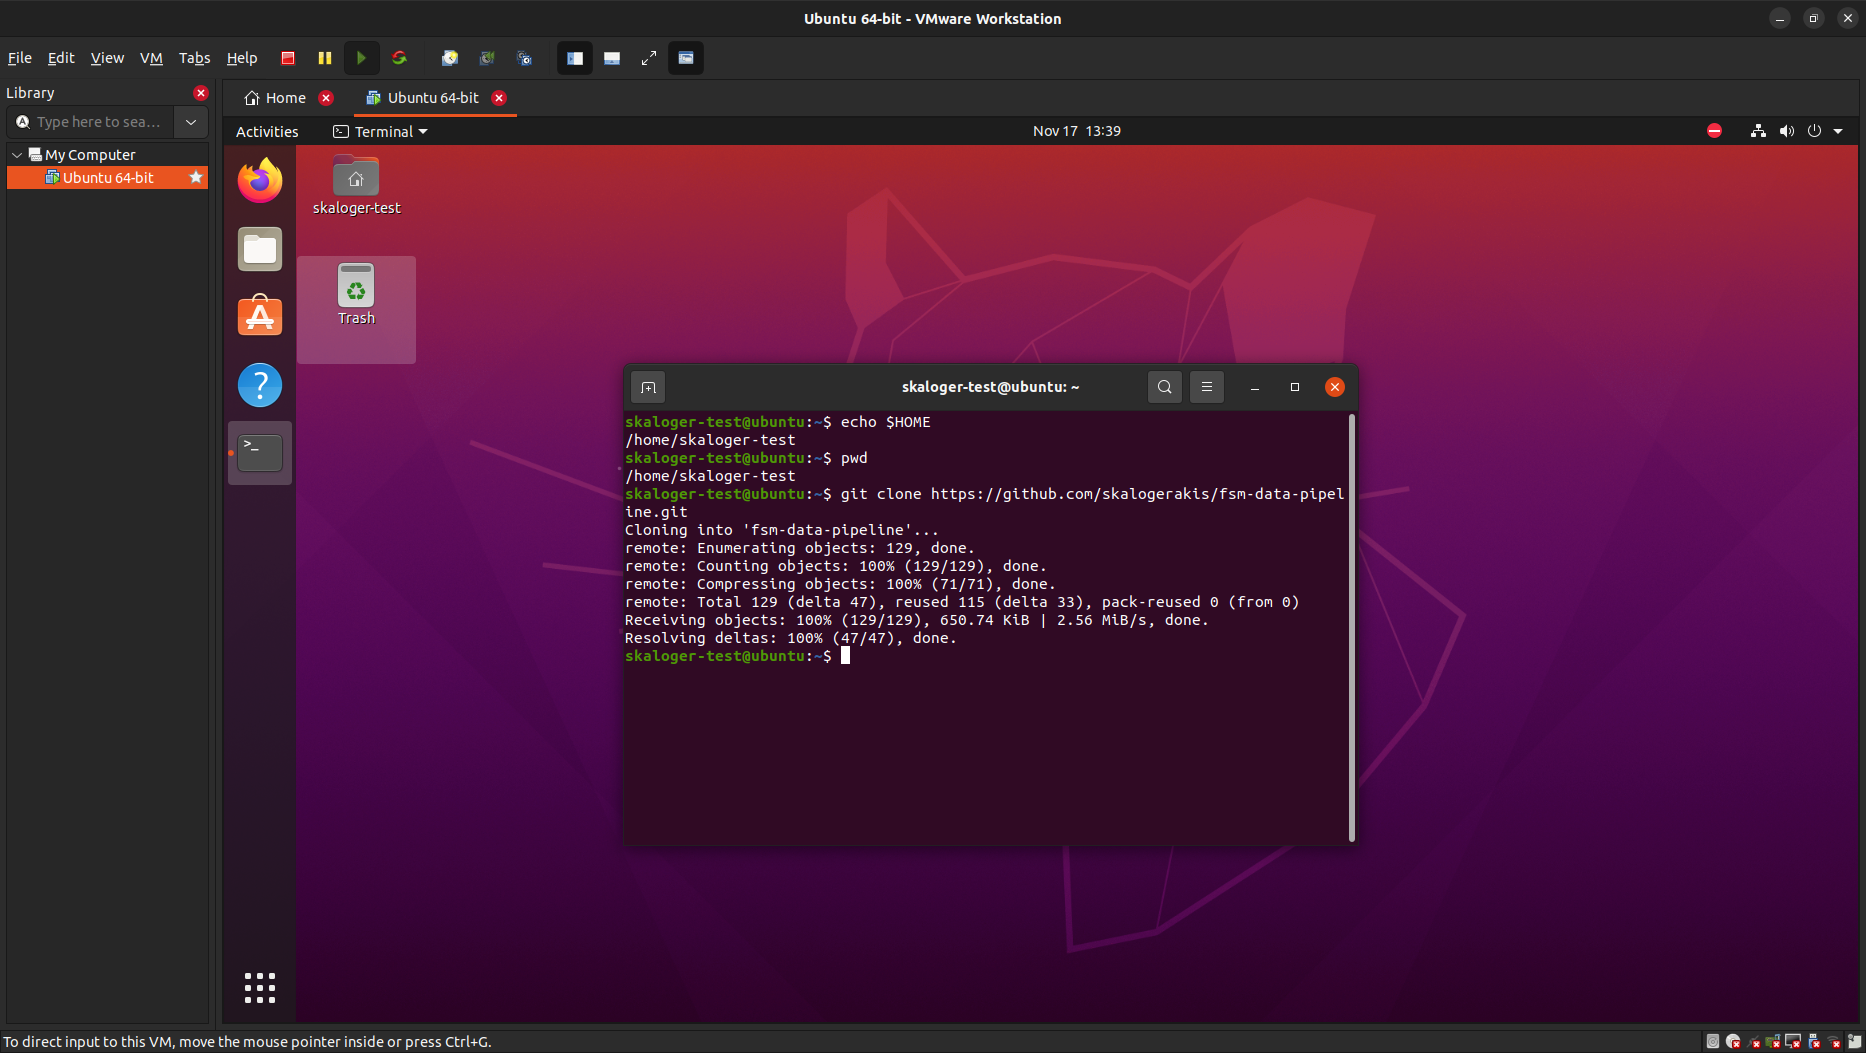 Ubuntu 64-bit - VMware Workstation
File Edit View VM Tabs Help
Library
Home
Ubuntu 64-bit
Type here to sea...
Activities
Terminal
Nov 17 13:39
My Computer
Ubuntu 64-bit
skaloger-test
Trash
skaloger-test@ubuntu: ~
skaloger-test@ubuntu:~$ echo $HOME
/home/skaloger-test
skaloger-test@ubuntu:~$ pwd
/home/skaloger-test
skaloger-test@ubuntu:~$ git clone https://github.com/skalogerakis/fsm-data-pipel
ine.git
Cloning into 'fsm-data-pipeline'...
remote: Enumerating objects: 129, done.
remote: Counting objects: 100% (129/129), done.
remote: Compressing objects: 100% (71/71), done.
remote: Total 129 (delta 47), reused 115 (delta 33), pack-reused 0 (from 0)
Receiving objects: 100% (129/129), 650.74 KiB | 2.56 MiB/s, done.
Resolving deltas: 100% (47/47), done.
skaloger-test@ubuntu:~$
To direct input to this VM, move the mouse pointer inside or press Ctrl+G.